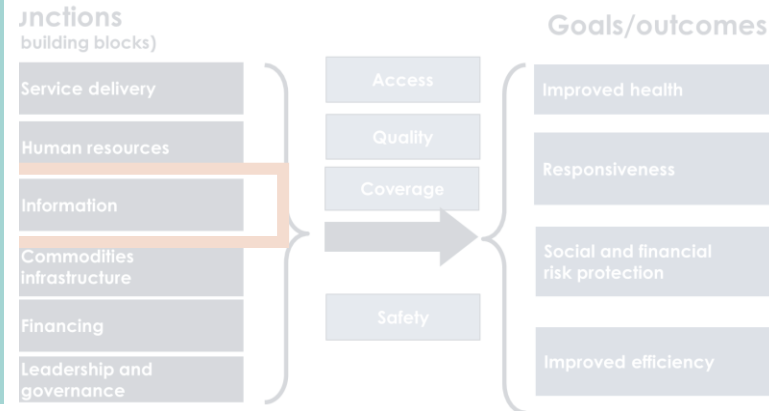 unctions
building blocks)
Goals/outcomes
Service delivery
Human resources
Information
Commodities
infrastructure
Financing
Leadership and
governance
Access
Quality
Coverage
Safety
Improved health
Responsiveness
Social and financial
risk protection
Improved efficiency